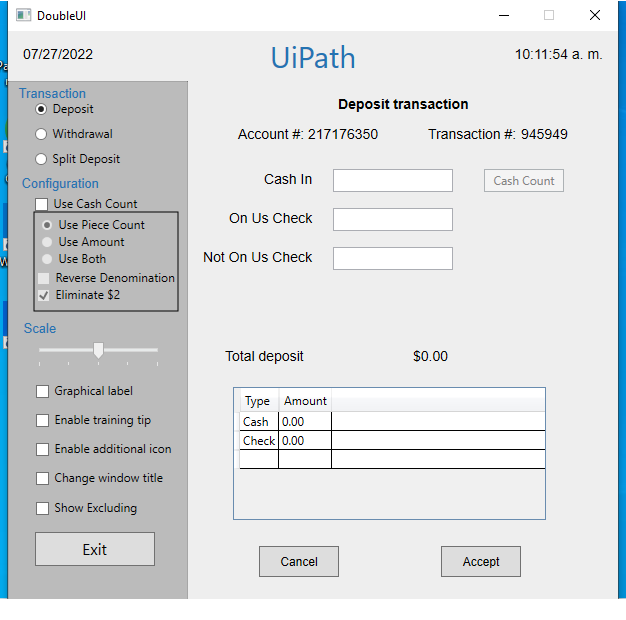 DoubleUI
07/27/2022
UiPath
10:11:54 a. m.
Transaction
Deposit
Withdrawal
Split Deposit
Configuration
Use Cash Count
Use Piece Count
Use Amount
Use Both
Reverse Denomination
Eliminate $2
Scale
Graphical label
Enable training tip
Enable additional icon
Change window title
Show Excluding
Exit
Deposit transaction
Account #: 217176350 Transaction #: 945949
Cash In
Cash Count
On Us Check
Not On Us Check
Total deposit $0.00
Type Amount
Cash 0.00
Check 0.00
Cancel Accept